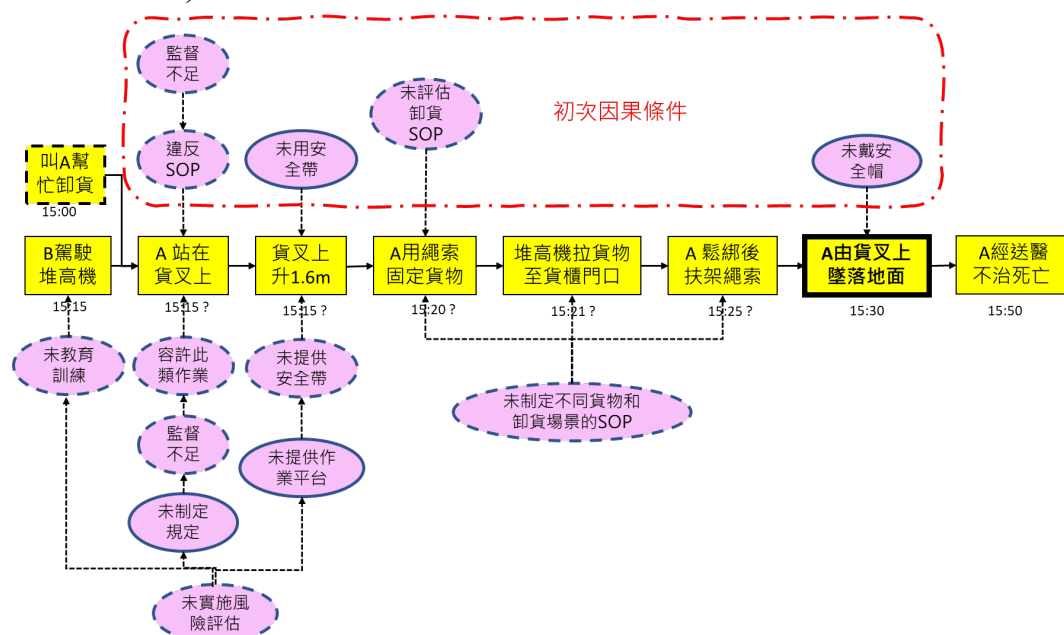 監督
不足
違反
SOP
未用安
全帶
未評估
卸貨
SOP
初次因果條件
未戴安
全帽
叫A幫
忙卸貨
15:00
B駕駛
堆高機
15:15
A 站在
貨叉上
15:15 ?
貨叉上
升1.6m
15:15 ?
A用繩索
固定貨物
15:20 ?
堆高機拉貨物
至貨櫃門口
15:21 ?
A 鬆綁後
扶架繩索
15:25 ?
A由貨叉上
墜落地面
15:30
A經送醫
不治死亡
15:50
未教育
訓練
容許此
類作業
未提供
安全帶
未制定不同貨物和
卸貨場景的SOP
監督
不足
未提供作
業平台
未制定
規定
未實施風
險評估